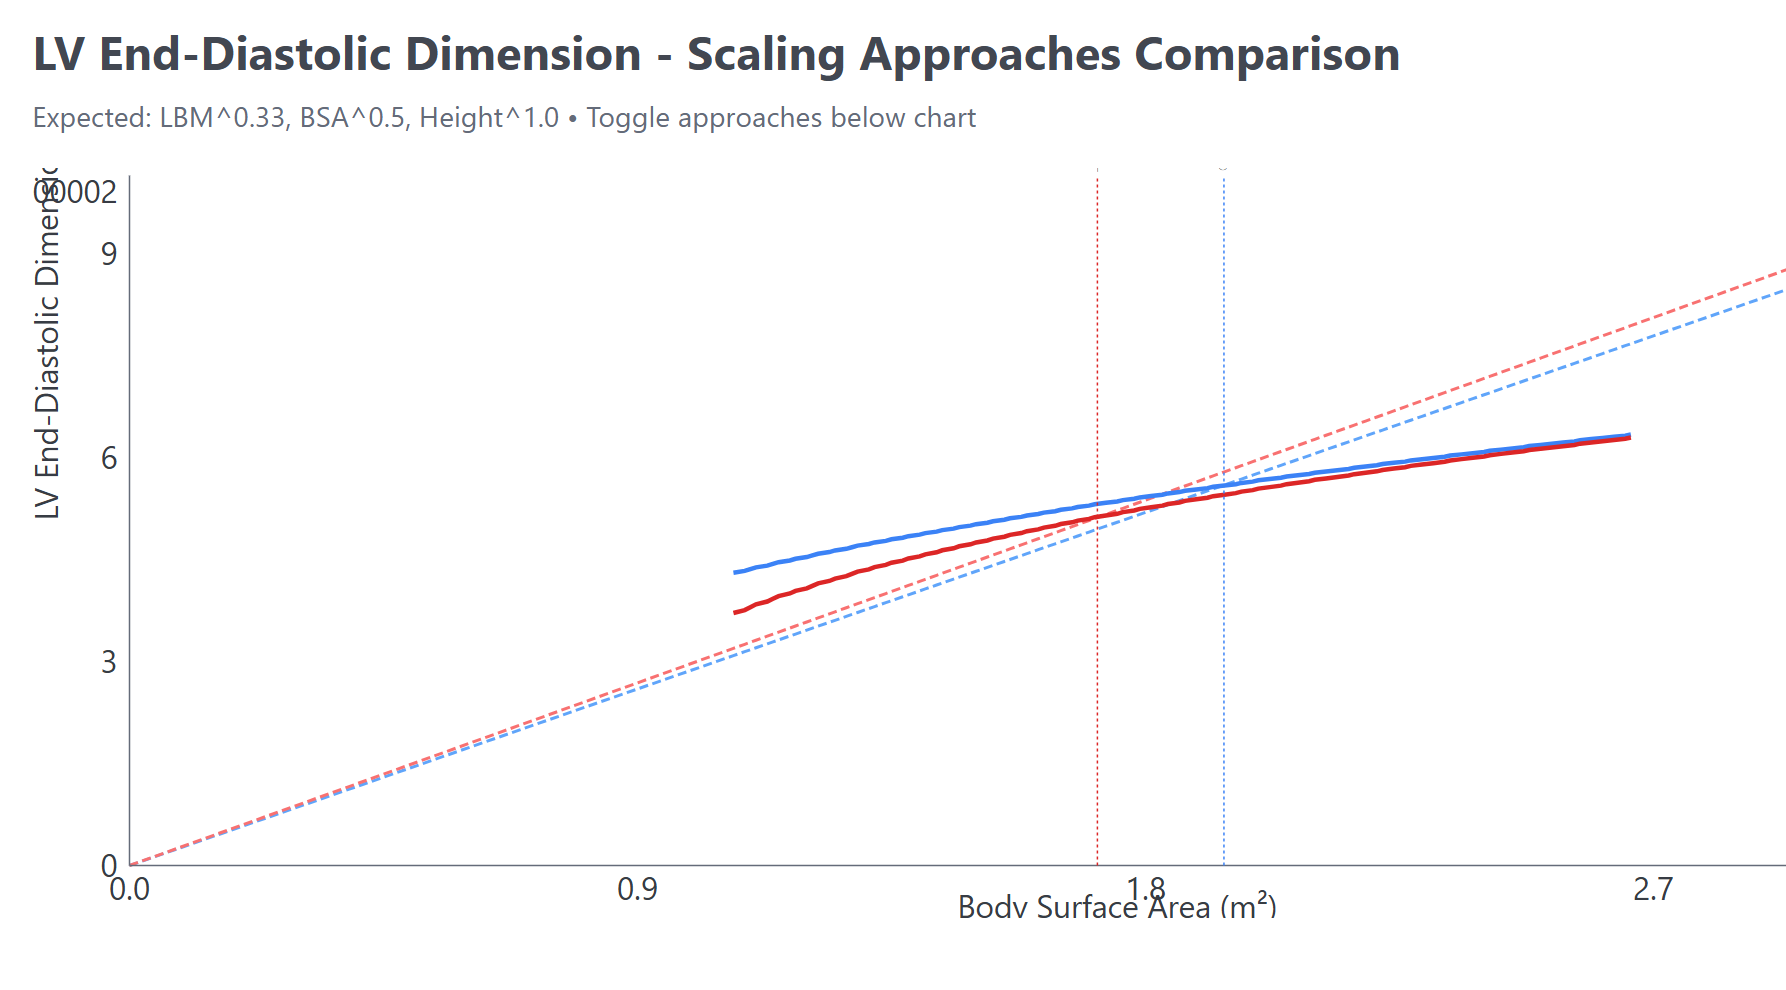 LV End-Diastolic Dimension - Scaling Approaches Comparison
Expected: LBM^0.33, BSA^0.5, Height^1.0 • Toggle approaches below chart
00002
9
6
3
0
LV End-Diastolic Dimensio
0.0
0.9
1.8
2.7
Body Surface Area (m²)